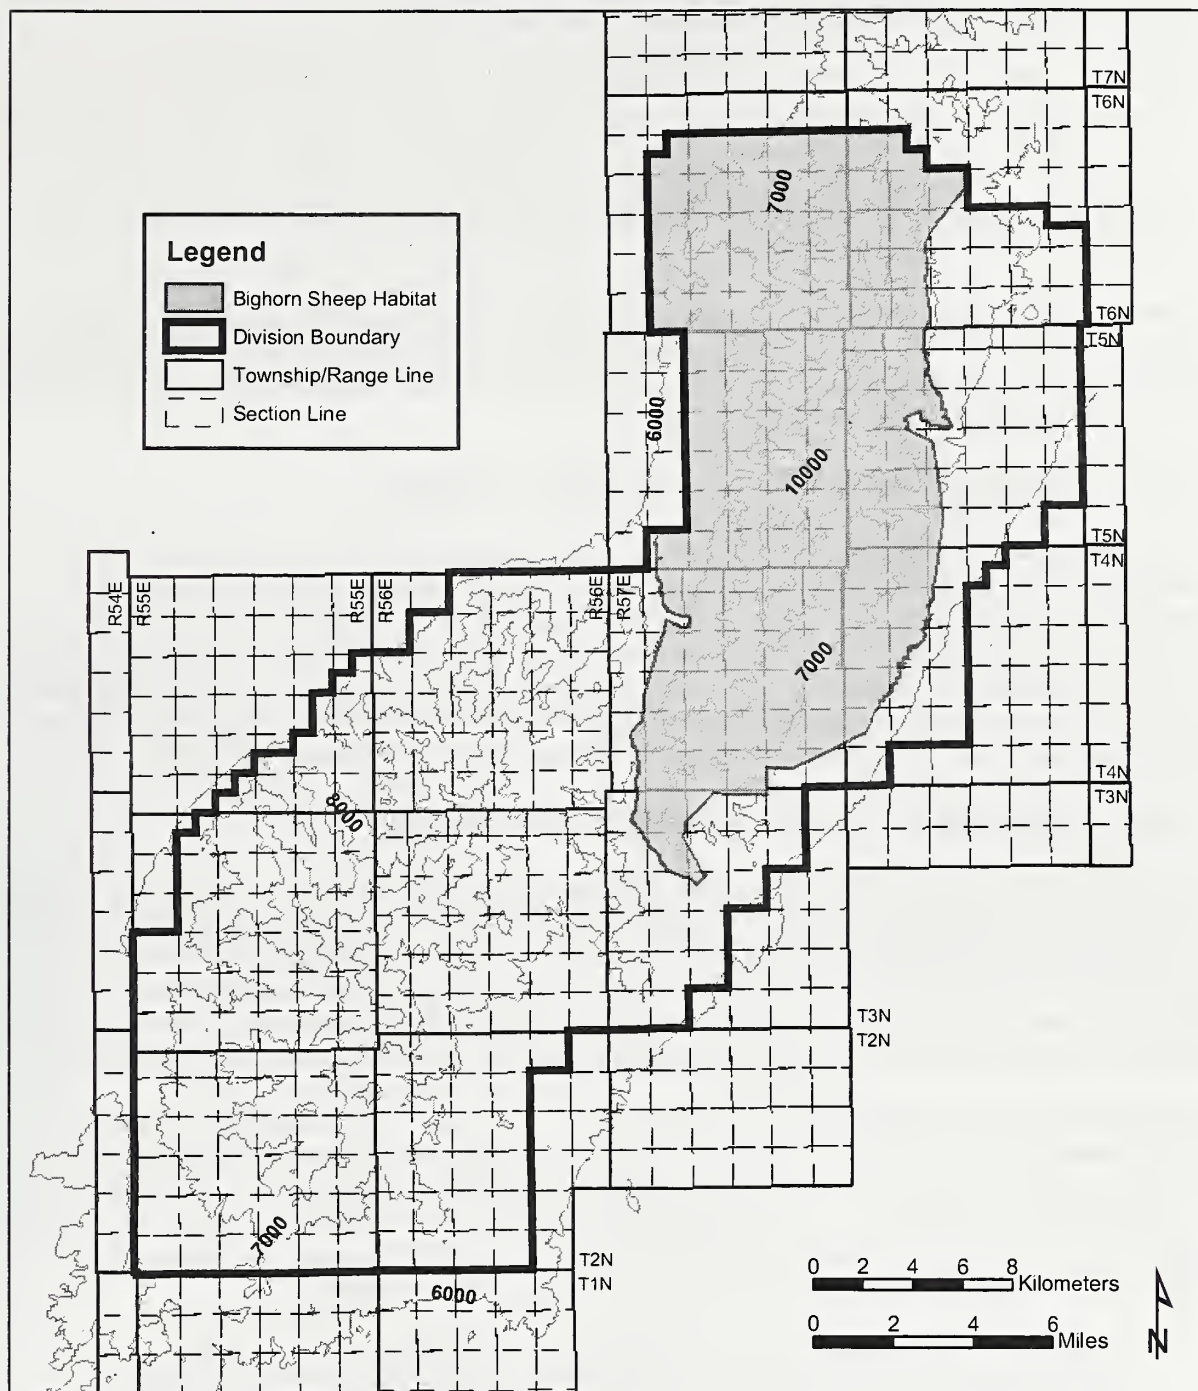 T7N
T6N
7000
Legend
Bighorn Sheep Habitat
Division Boundary
Township/Range Line
Section Line
T6N
T5N
6000
10000
T5N
T4N
R54E
R55E
R55E
R56E
R56E
R57E
7000
T4N
T3N
8000
T3N
T2N
7000
T2N
T1N
6000
0 2 4 6 8
Kilometers
0 2 4 6
Miles
N